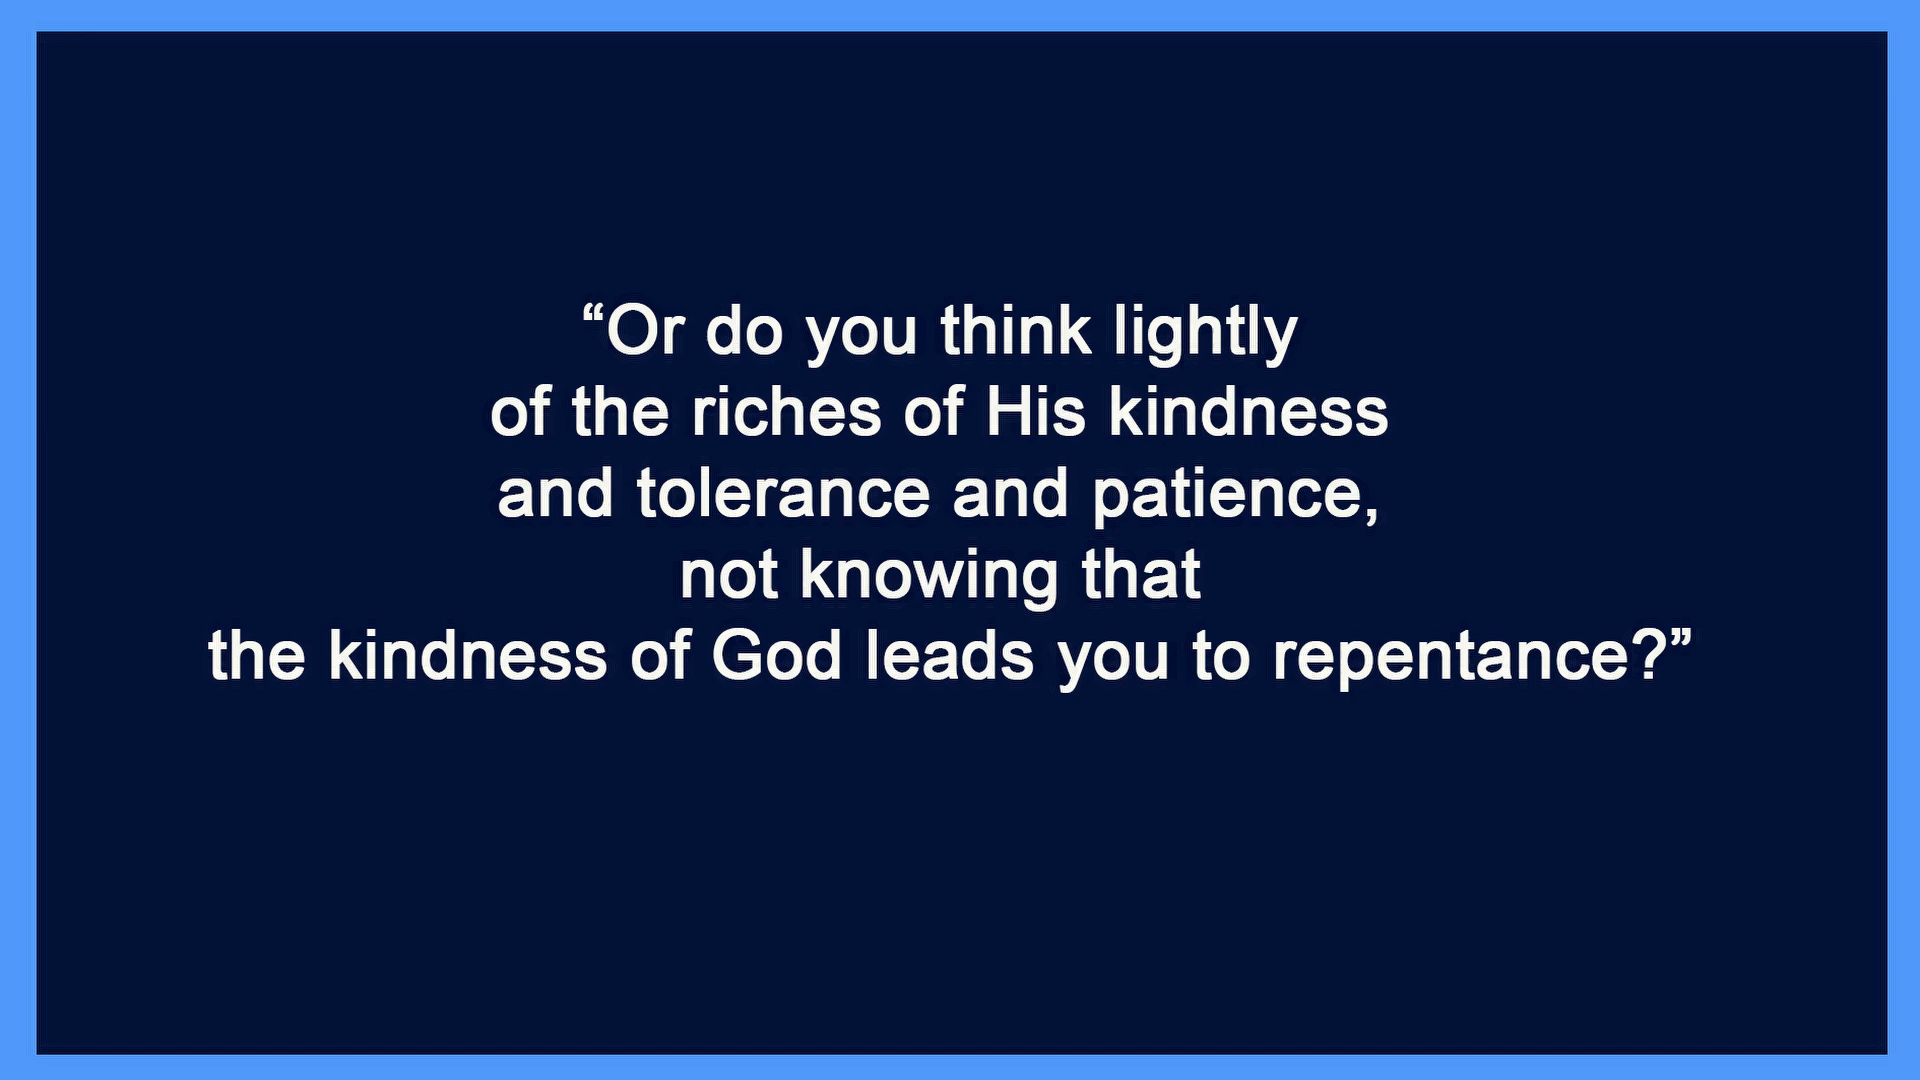 “Or do you think lightly
of the riches of His kindness
and tolerance and patience,
not knowing that
the kindness of God leads you to repentance?”